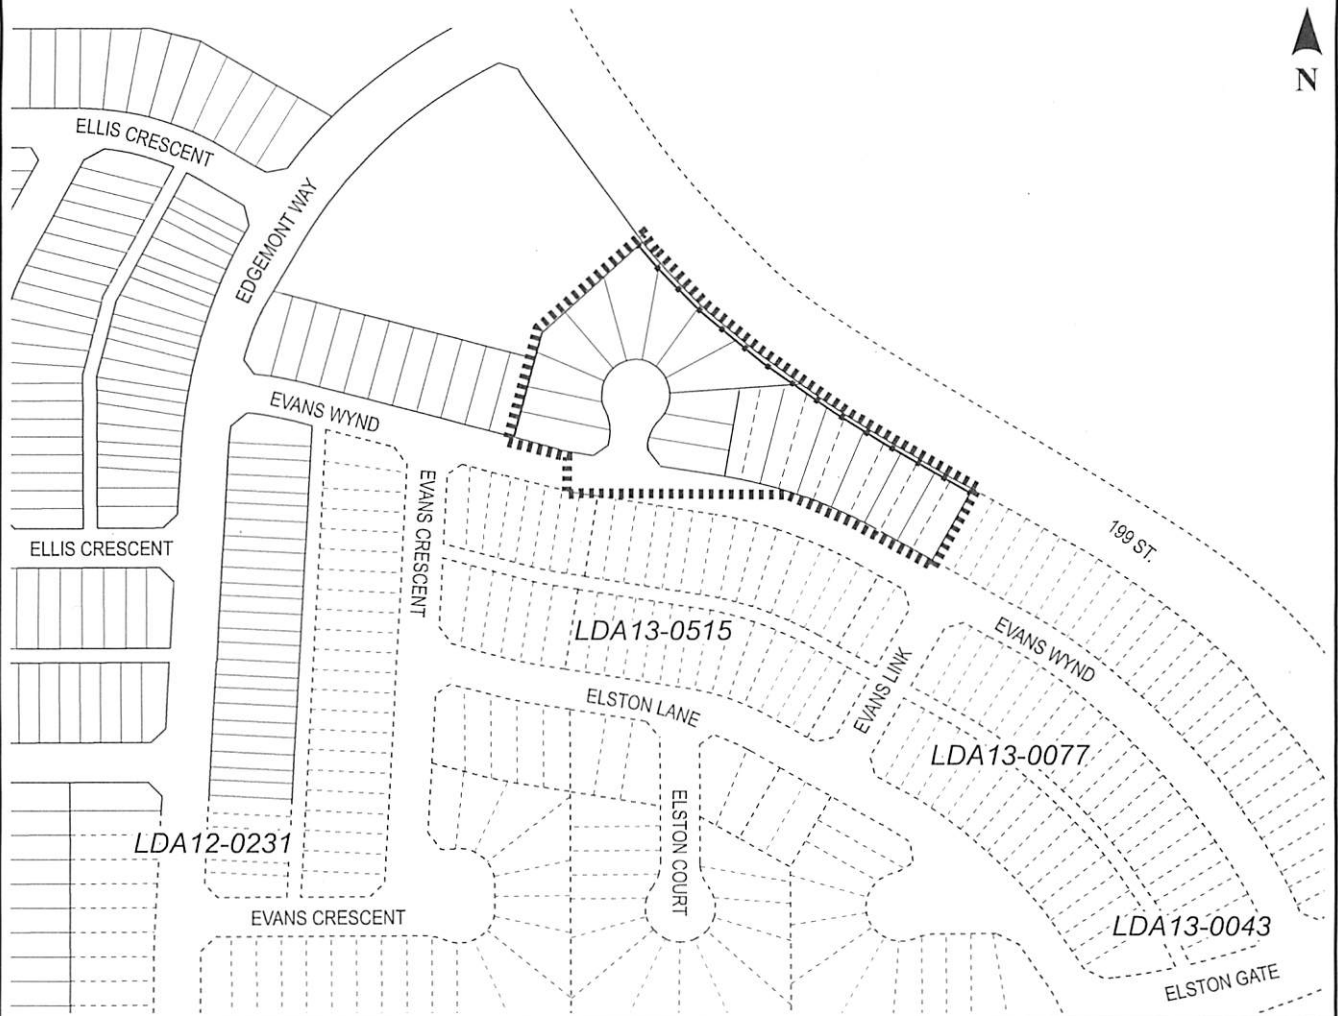 N
ELLIS CRESCENT
EDGEMONT WAY
EVANS WYND
EVANS CRESCENT
199 ST.
ELLIS CRESCENT
LDA13-0515
EVANS WYND
EVANS LINK
ELSTON LANE
LDA13-0077
LDA12-0231
ELSTON COURT
EVANS CRESCENT
LDA13-0043
ELSTON GATE